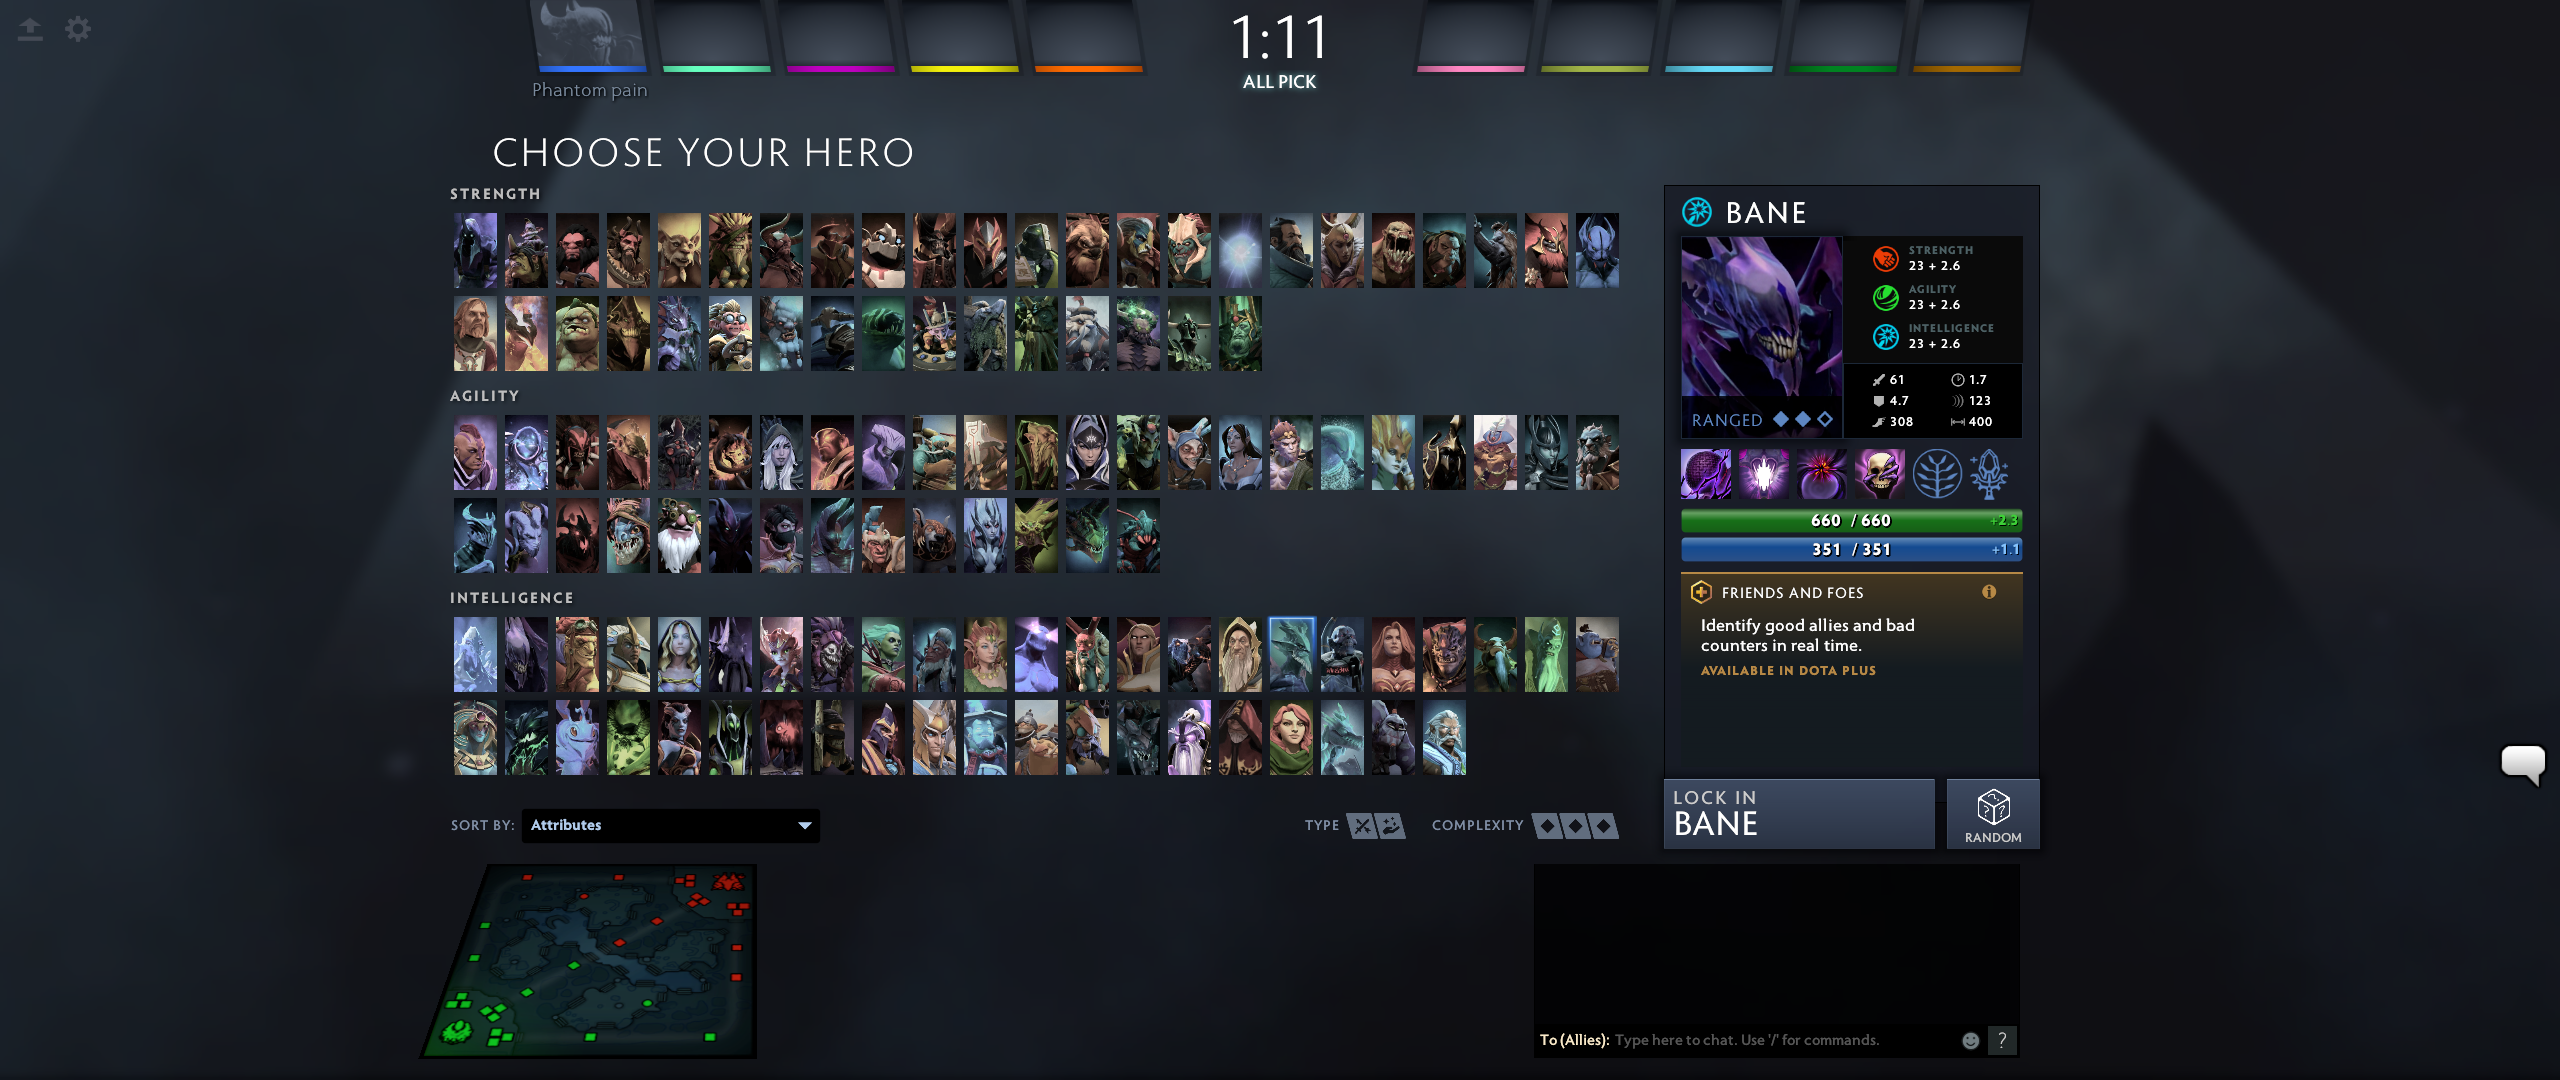 1:11
ALL PICK
Phantom pain
CHOOSE YOUR HERO
STRENGTH
AGILITY
INTELLIGENCE
BANE
STRENGTH
23 + 2.6
AGILITY
23 + 2.6
INTELLIGENCE
23 + 2.6
61 1.7
4.7 123
308 400
RANGED
660 / 660 +2.3
351 / 351 +1.1
FRIENDS AND FOES
Identify good allies and bad
counters in real time.
AVAILABLE IN DOTA PLUS
LOCK IN
BANE
RANDOM
SORT BY: Attributes
TYPE COMPLEXITY
To (Allies): Type here to chat. Use '/' for commands. ?